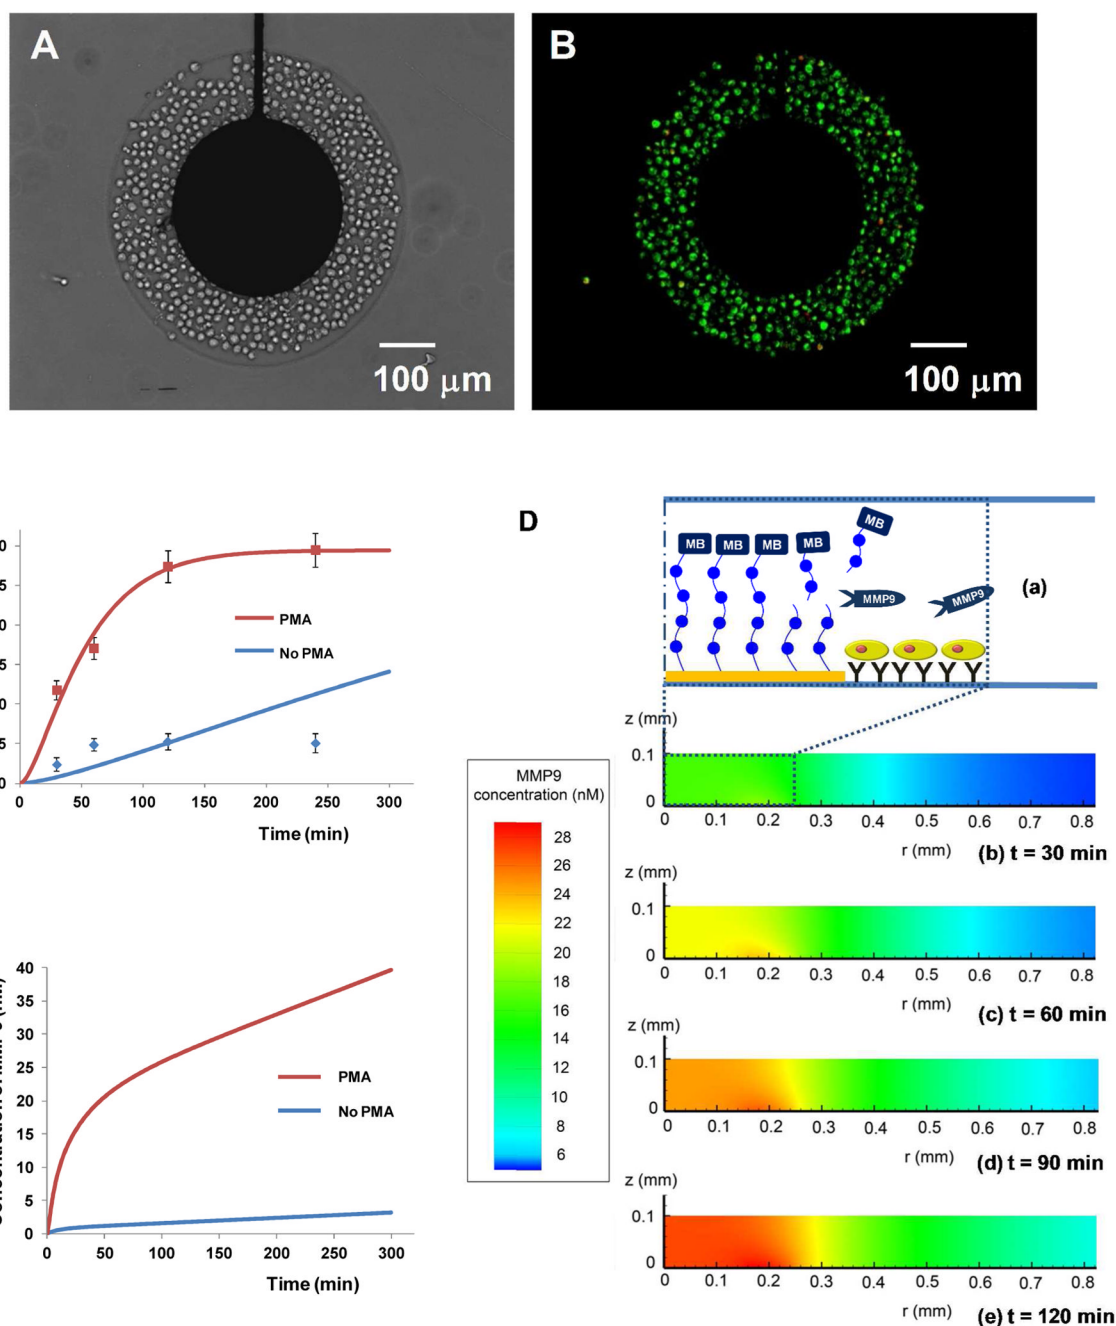 A
B
100 μm
100 μm
D
MB
MB MB MB MB
MMP9
MMP9
(a)
0
5
0
5
0
5
0
PMA
No PMA
0 50 100 150 200 250 300
Time (min)
z (mm)
0.1
0
0 0.1 0.2 0.3 0.4 0.5 0.6 0.7 0.8
r (mm)
(b) t = 30 min
MMP9
concentration (nM)
28
26
24
22
20
18
16
14
12
10
8
6
z (mm)
0.1
0
0 0.1 0.2 0.3 0.4 0.5 0.6 0.7 0.8
r (mm)
(c) t = 60 min
z (mm)
0.1
0
0 0.1 0.2 0.3 0.4 0.5 0.6 0.7 0.8
r (mm)
(d) t = 90 min
z (mm)
0.1
0
0 0.1 0.2 0.3 0.4 0.5 0.6 0.7 0.8
r (mm)
(e) t = 120 min
40
35
30
25
20
15
10
5
0
PMA
No PMA
0 50 100 150 200 250 300
Time (min)